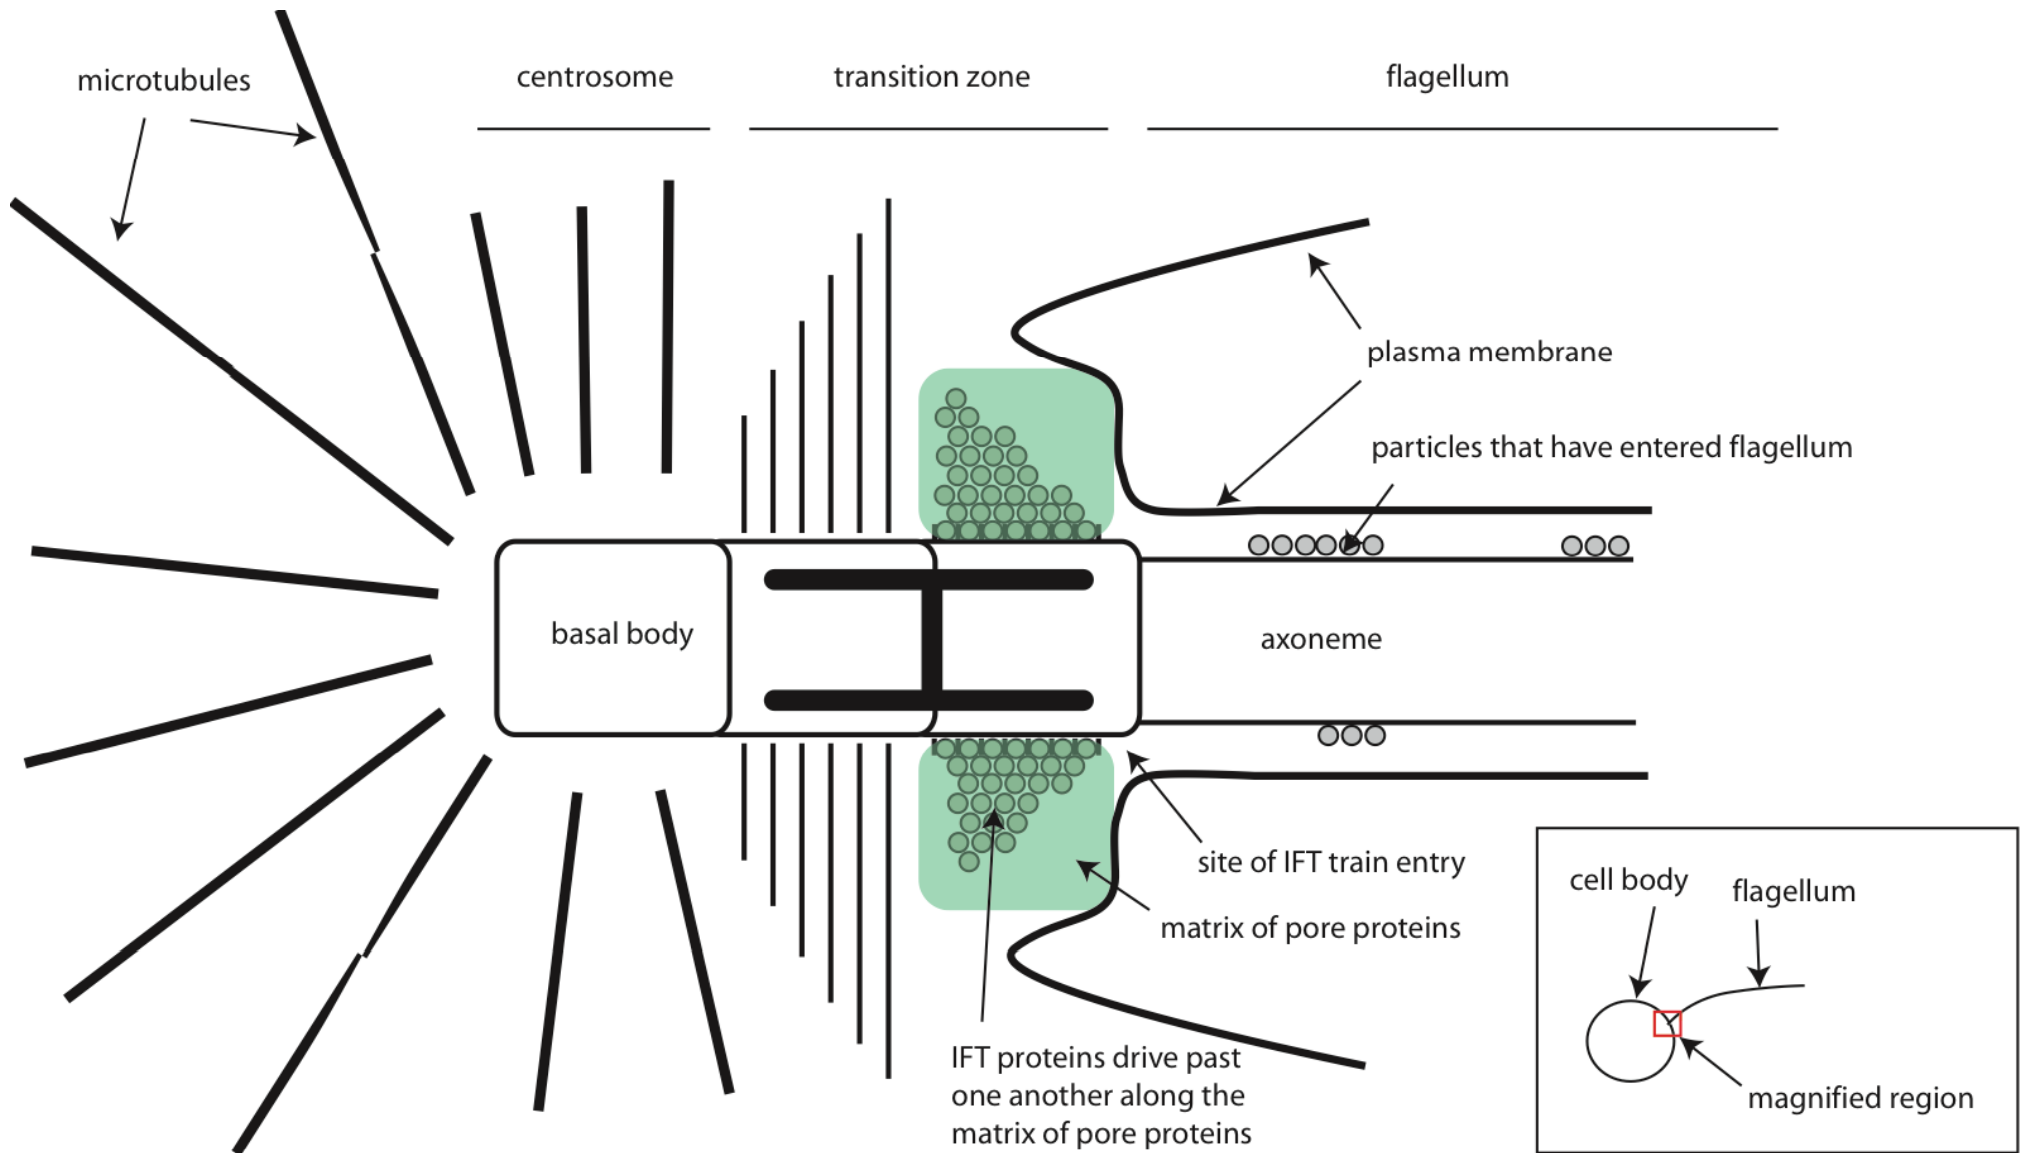 microtubules
centrosome
transition zone
flagellum
plasma membrane
particles that have entered flagellum
basal body
axoneme
site of IFT train entry
matrix of pore proteins
IFT proteins drive past
one another along the
matrix of pore proteins
cell body
flagellum
magnified region